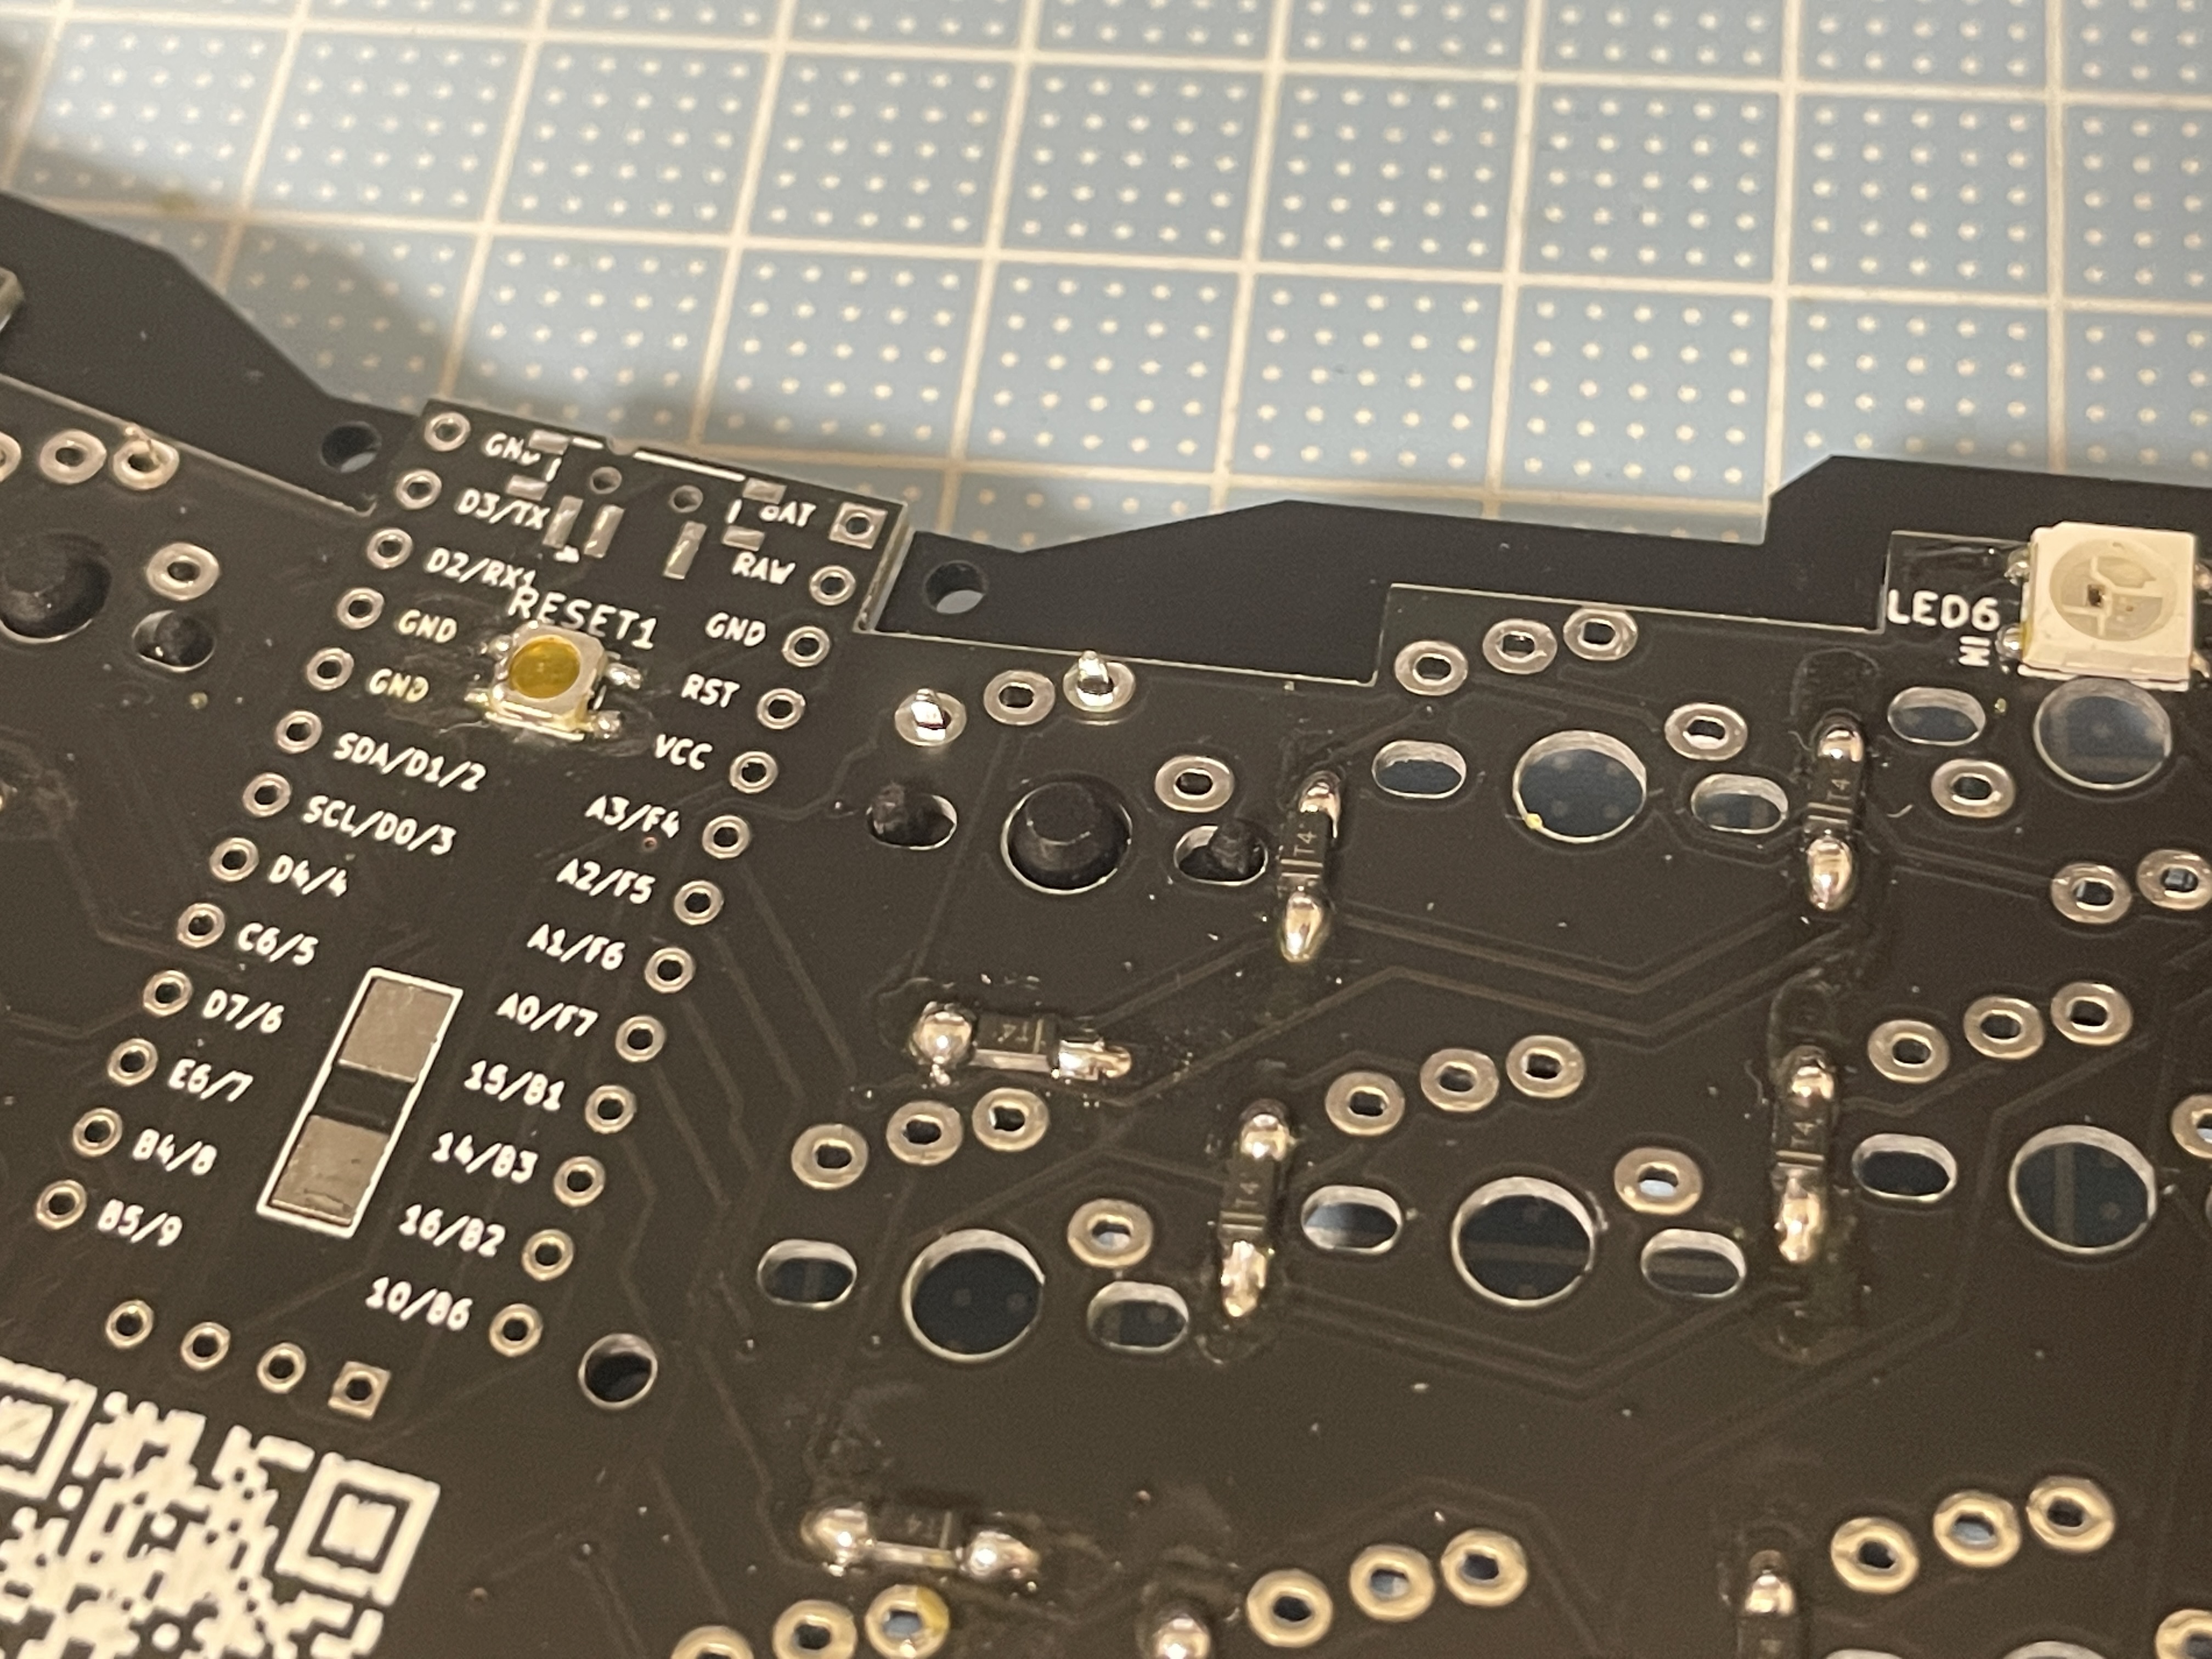 GND
D3/TX
BAT
D2/RX1
RAW
RESET1
GND
GND
GND
RST
SDA/D1/2
VCC
SCL/D0/3
A3/F4
D4/4
A2/F5
C6/5
A1/F6
D7/6
A0/F7
E6/7
15/B1
B4/8
14/B3
B5/9
16/B2
10/B6
LED6
T4
T4
T4
T4
T4
T4